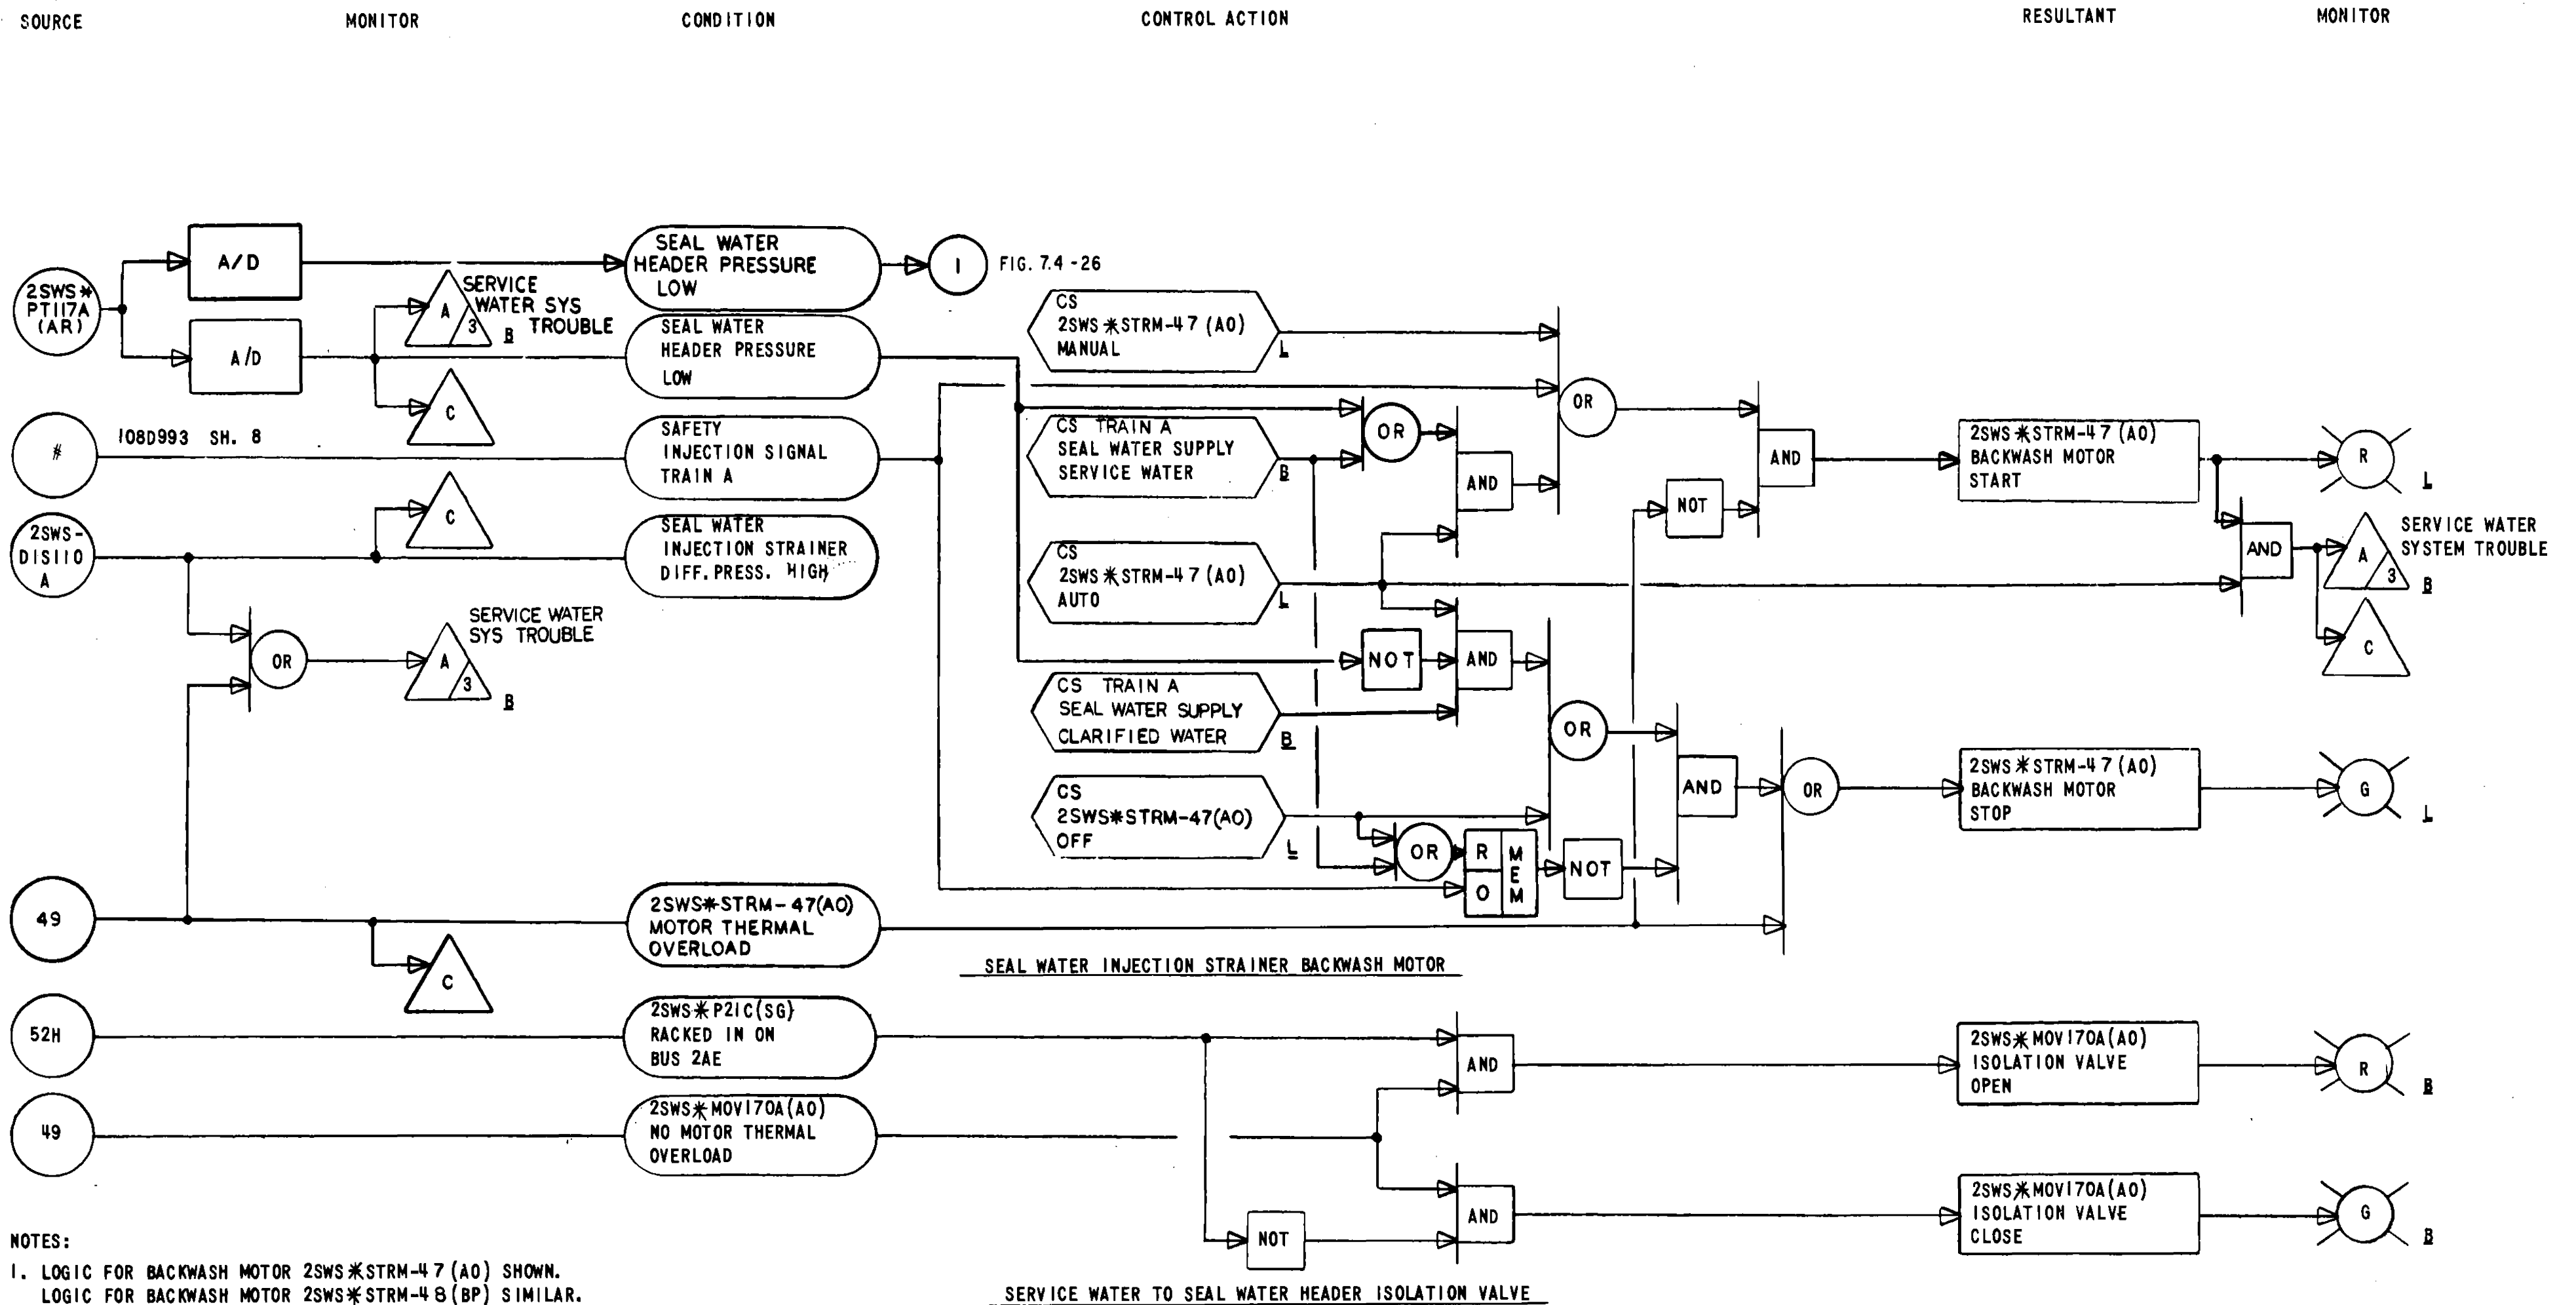 SOURCE
MONITOR
CONDITION
CONTROL ACTION
RESULTANT
MONITOR
2SWS*
PT117A
(AR)
A/D
A/D
A
3
SERVICE
WATER SYS
TROUBLE
B
C
SEAL WATER
HEADER PRESSURE
LOW
1
FIG. 7.4-26
SEAL WATER
HEADER PRESSURE
LOW
#
108D993 SH. 8
SAFETY
INJECTION SIGNAL
TRAIN A
2SWS-
DIS110
A
C
SEAL WATER
INJECTION STRAINER
DIFF. PRESS. HIGH
OR
A
3
SERVICE WATER
SYS TROUBLE
B
49
C
2SWS*STRM-47(AO)
MOTOR THERMAL
OVERLOAD
CS
2SWS*STRM-47(AO)
MANUAL
L
CS TRAIN A
SEAL WATER SUPPLY
SERVICE WATER
B
CS
2SWS*STRM-47(AO)
AUTO
L
CS TRAIN A
SEAL WATER SUPPLY
CLARIFIED WATER
B
CS
2SWS*STRM-47(AO)
OFF
L
OR
AND
OR
NOT
AND
NOT
AND
OR
OR
R
O
MEM
NOT
AND
OR
2SWS*STRM-47(AO)
BACKWASH MOTOR
START
R
L
AND
A
3
SERVICE WATER
SYSTEM TROUBLE
B
C
2SWS*STRM-47(AO)
BACKWASH MOTOR
STOP
G
L
SEAL WATER INJECTION STRAINER BACKWASH MOTOR
52H
2SWS*P21C(SG)
RACKED IN ON
BUS 2AE
AND
2SWS*MOV170A(AO)
ISOLATION VALVE
OPEN
R
B
49
2SWS*MOV170A(AO)
NO MOTOR THERMAL
OVERLOAD
NOT
AND
2SWS*MOV170A(AO)
ISOLATION VALVE
CLOSE
G
B
SERVICE WATER TO SEAL WATER HEADER ISOLATION VALVE
NOTES:
1. LOGIC FOR BACKWASH MOTOR 2SWS*STRM-47(AO) SHOWN.
LOGIC FOR BACKWASH MOTOR 2SWS*STRM-48(BP) SIMILAR.